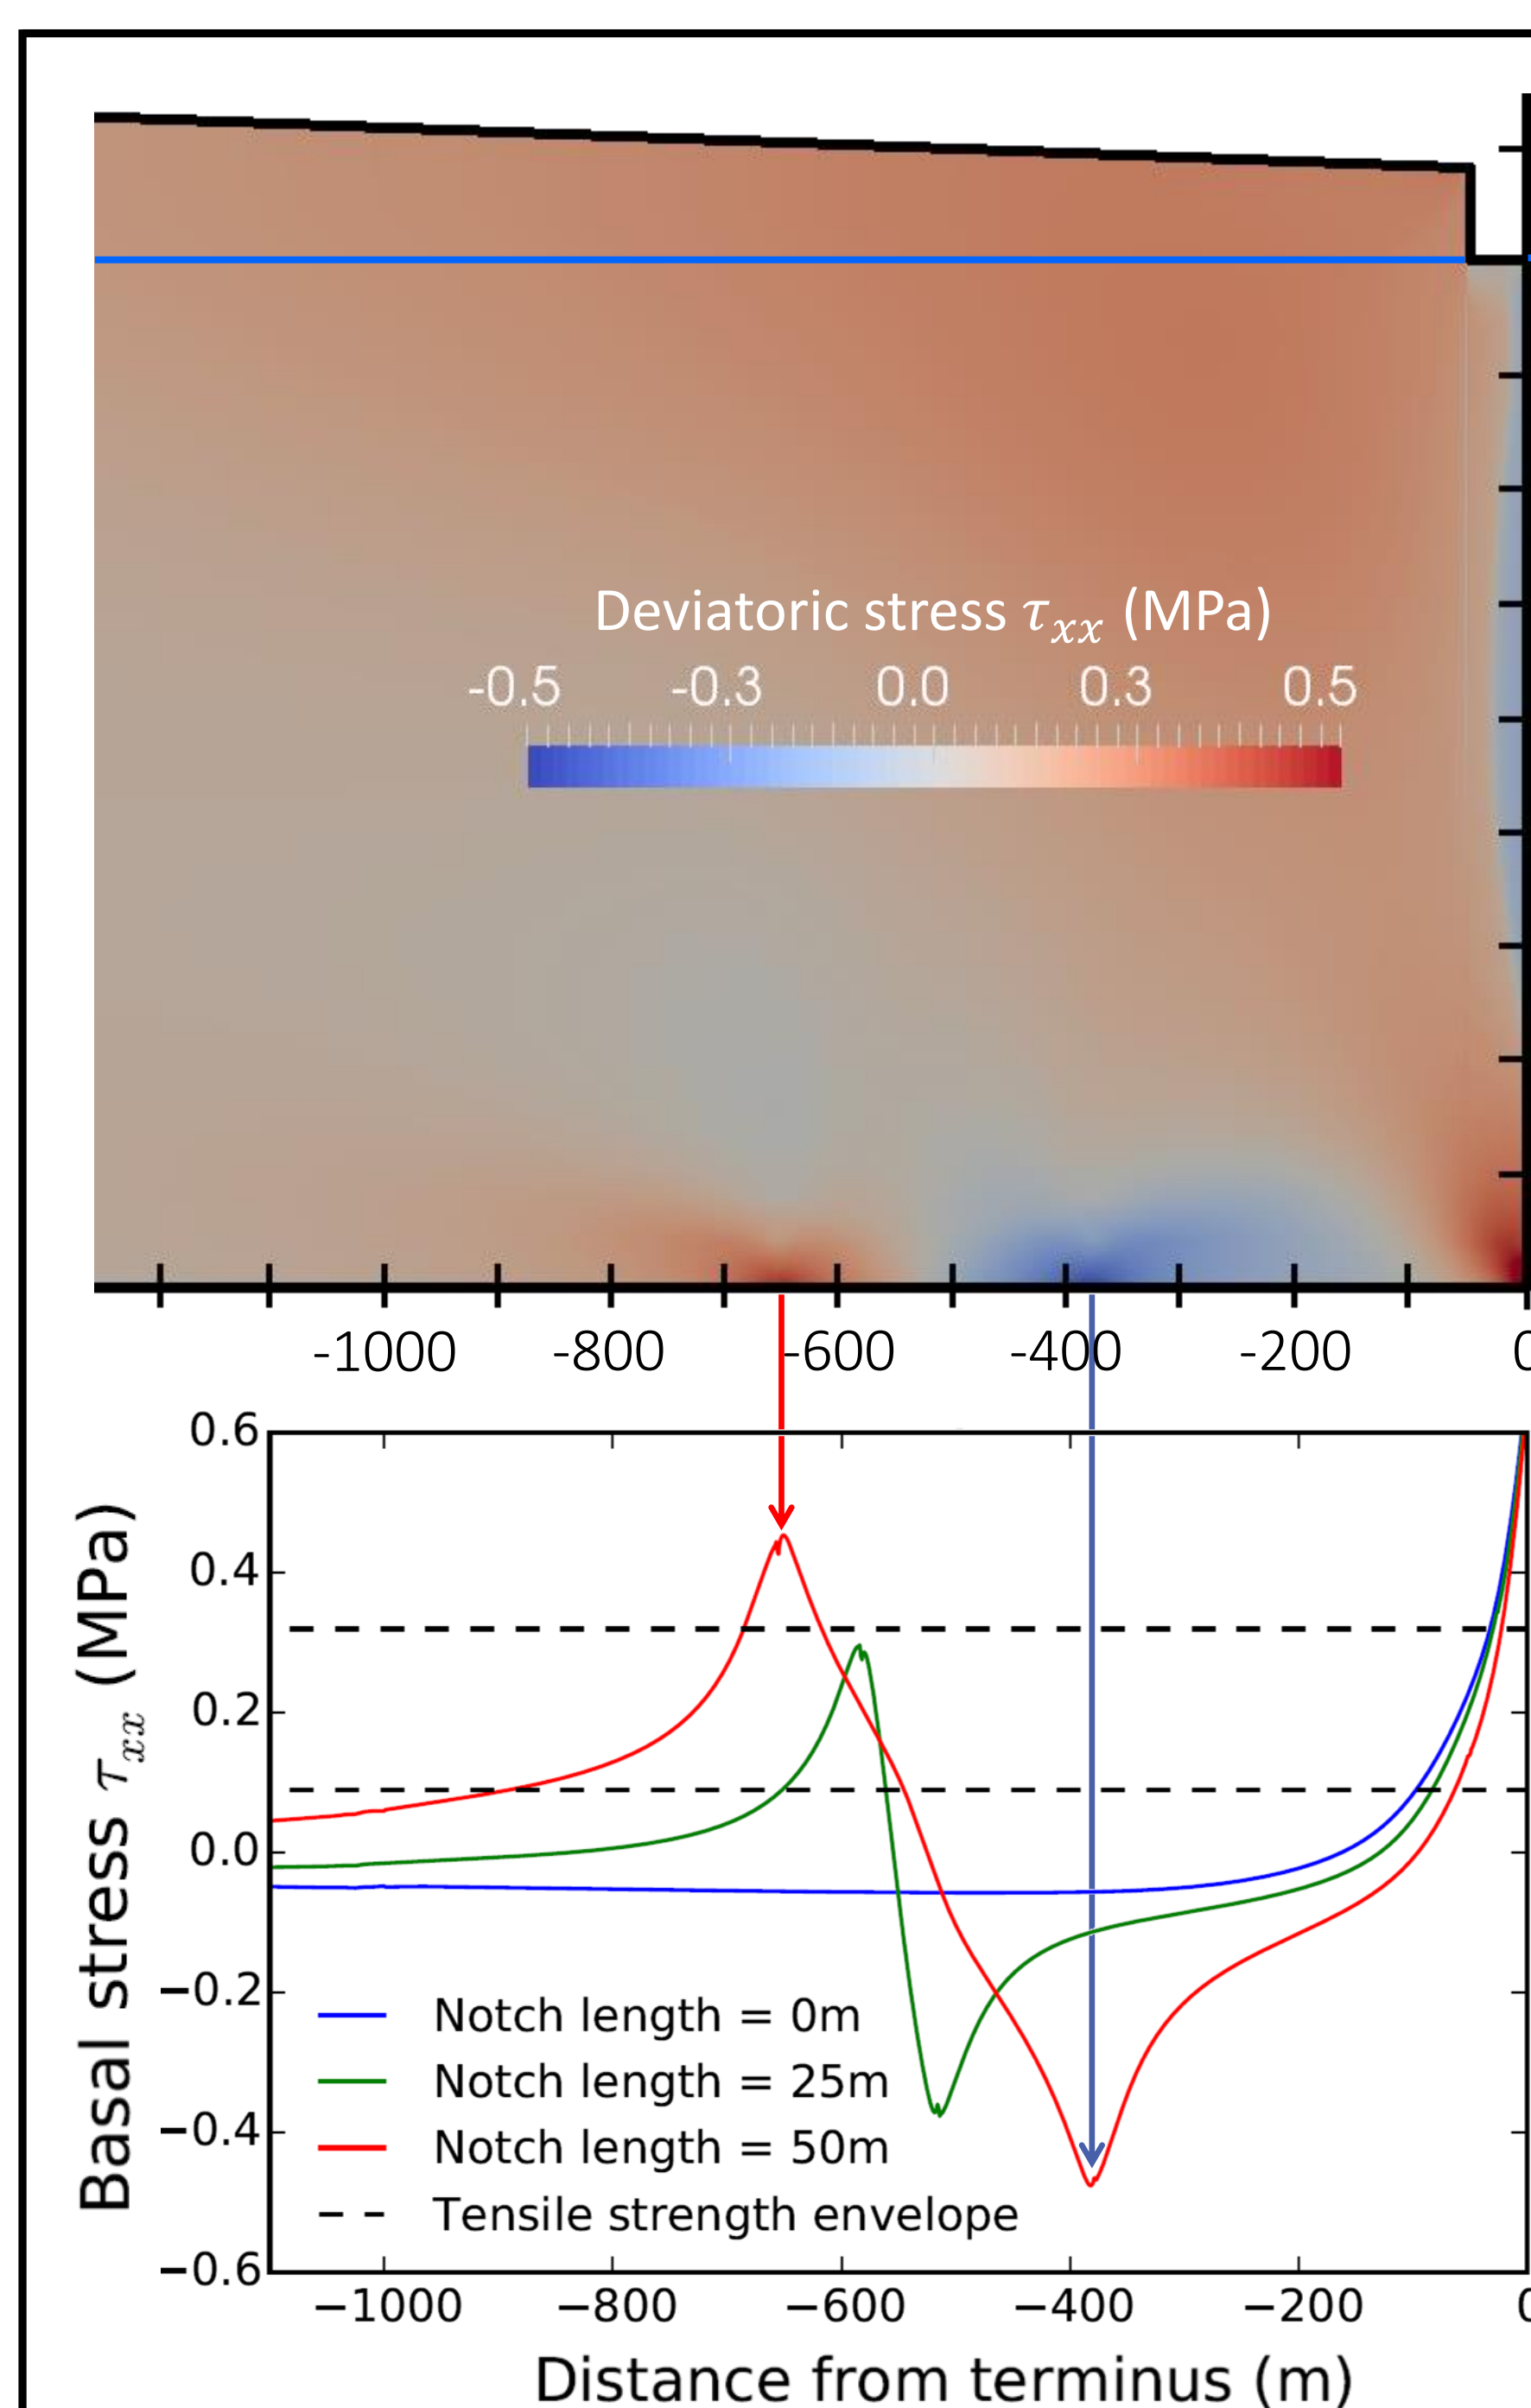 Deviatoric stress τxx (MPa)
-0.5 -0.3 0.0 0.3 0.5
-1000 -800 -600 -400 -200 0
0.6
0.4
0.2
0.0
−0.2
−0.4
−0.6
Basal stress τxx (MPa)
Notch length = 0m
Notch length = 25m
Notch length = 50m
Tensile strength envelope
−1000 −800 −600 −400 −200 0
Distance from terminus (m)